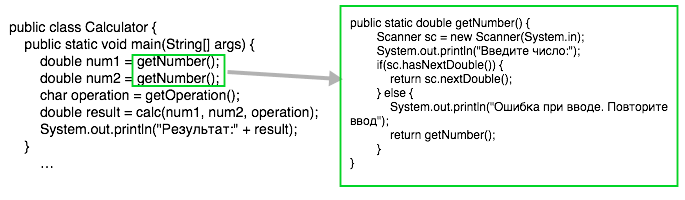 public class Calculator {
public static void main(String[] args) {
double num1 = getNumber();
double num2 = getNumber();
char operation = getOperation();
double result = calc(num1, num2, operation);
System.out.println("Результат:" + result);
}
...
public static double getNumber() {
Scanner sc = new Scanner(System.in);
System.out.println("Введите число:");
if(sc.hasNextDouble()) {
return sc.nextDouble();
} else {
System.out.println("Ошибка при вводе. Повторите
ввод");
return getNumber();
}
}